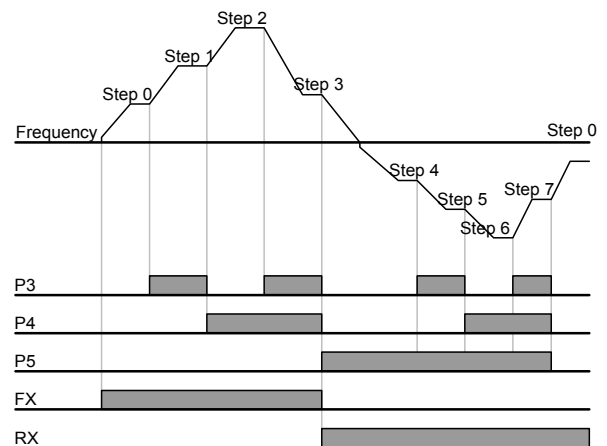 Step 2
Step 1
Step 0
Step 3
Frequency
Step 0
Step 4
Step 5
Step 6
Step 7
P3
P4
P5
FX
RX